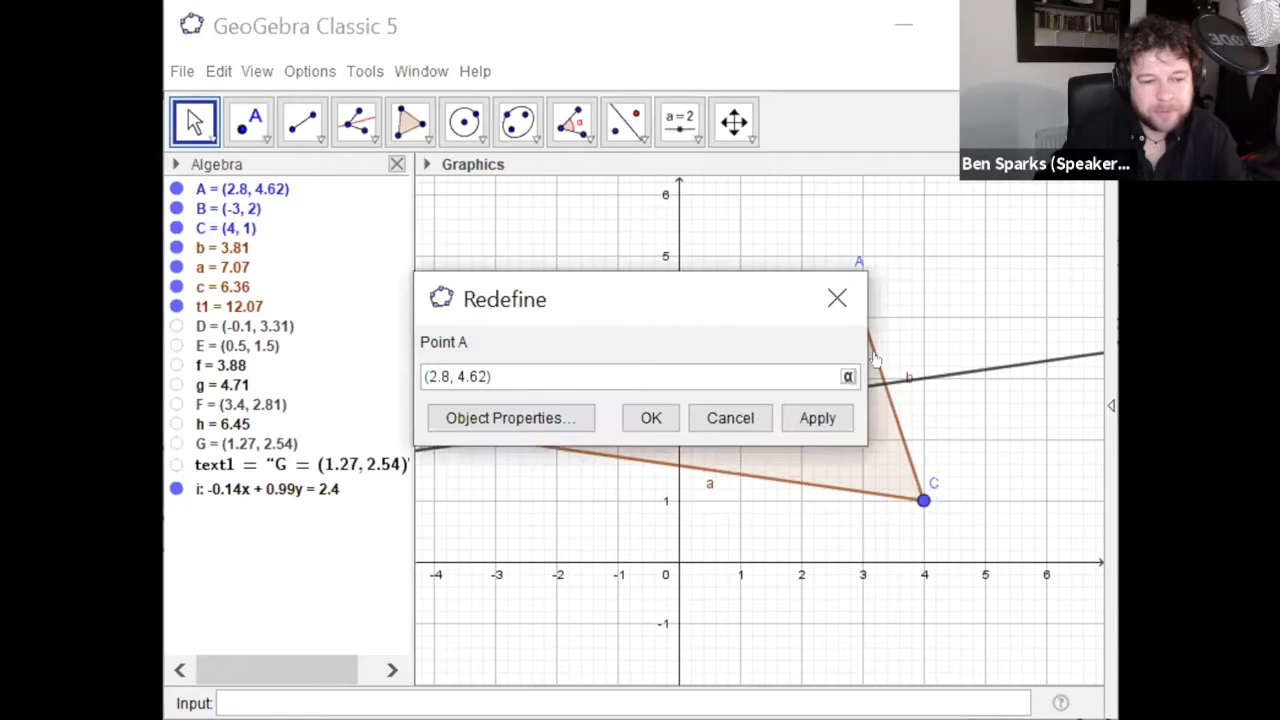 GeoGebra Classic 5
File Edit View Options Tools Window Help
A
α
a=2
Algebra
Graphics
Ben Sparks (Speaker...
A = (2.8, 4.62)
B = (-3, 2)
C = (4, 1)
b = 3.81
a = 7.07
c = 6.36
t1 = 12.07
D = (-0.1, 3.31)
E = (0.5, 1.5)
f = 3.88
g = 4.71
F = (3.4, 2.81)
h = 6.45
G = (1.27, 2.54)
text1 = "G = (1.27, 2.54)"
i: -0.14x + 0.99y = 2.4
6
5
A
Redefine
Point A
(2.8, 4.62)
α
Object Properties...
OK
Cancel
Apply
b
a
C
1
-4 -3 -2 -1 0 1 2 3 4 5 6
-1
Input:
?